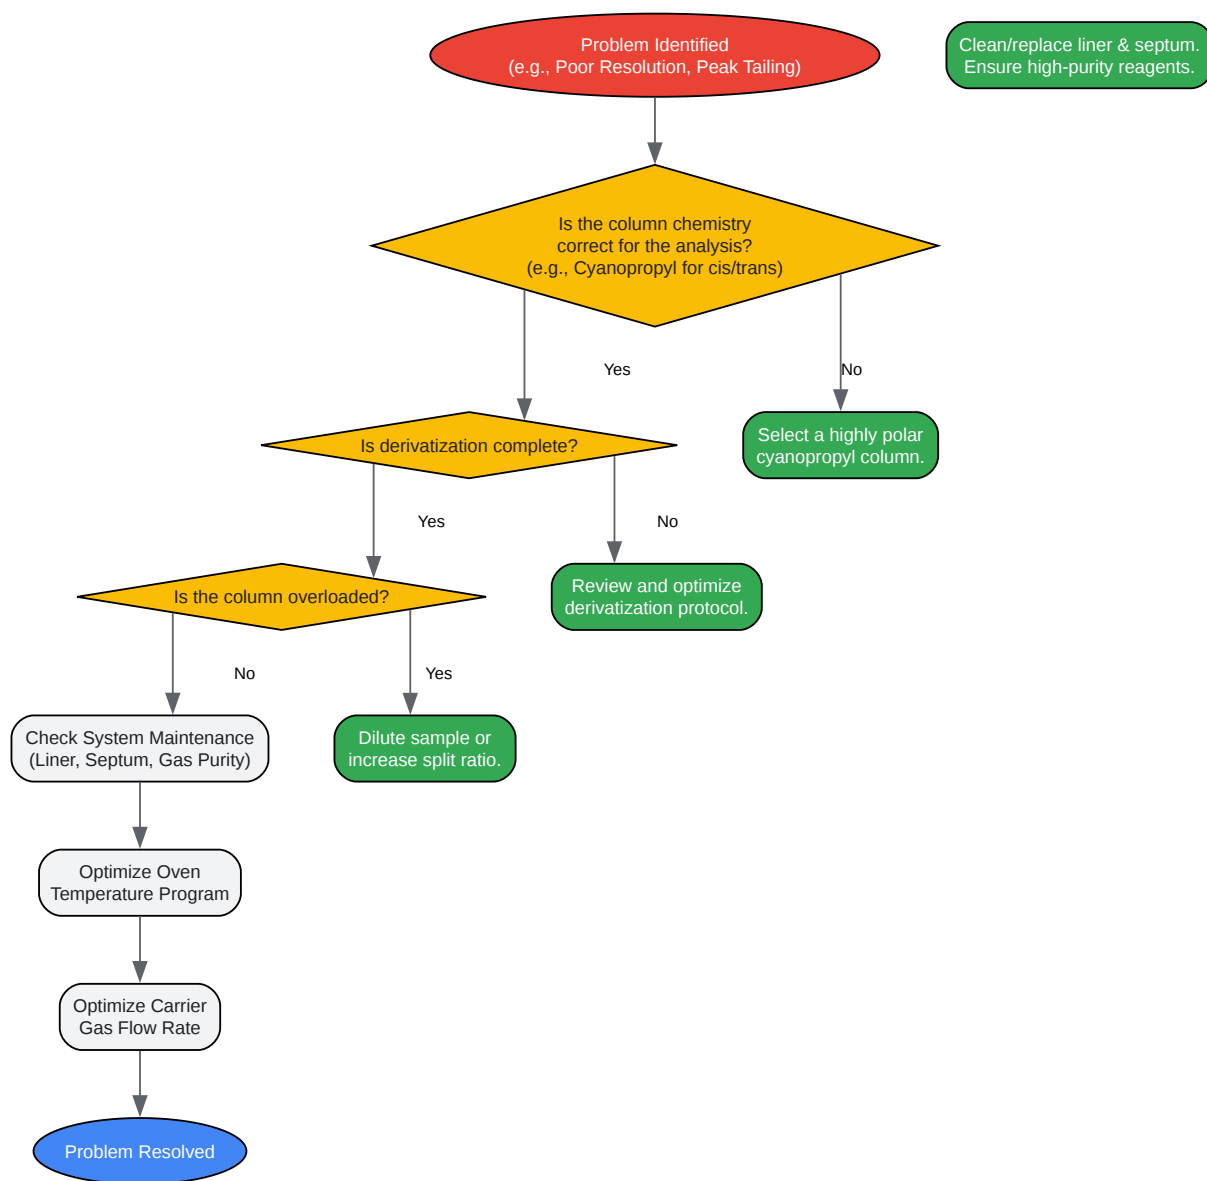 Problem Identified
(e.g., Poor Resolution, Peak Tailing)
Clean/replace liner & septum.
Ensure high-purity reagents.
Is the column chemistry
correct for the analysis?
(e.g., Cyanopropyl for cis/trans)
Yes
No
Select a highly polar
cyanopropyl column.
Is derivatization complete?
Yes
No
Review and optimize
derivatization protocol.
Is the column overloaded?
No
Yes
Check System Maintenance
(Liner, Septum, Gas Purity)
Dilute sample or
increase split ratio.
Optimize Oven
Temperature Program
Optimize Carrier
Gas Flow Rate
Problem Resolved